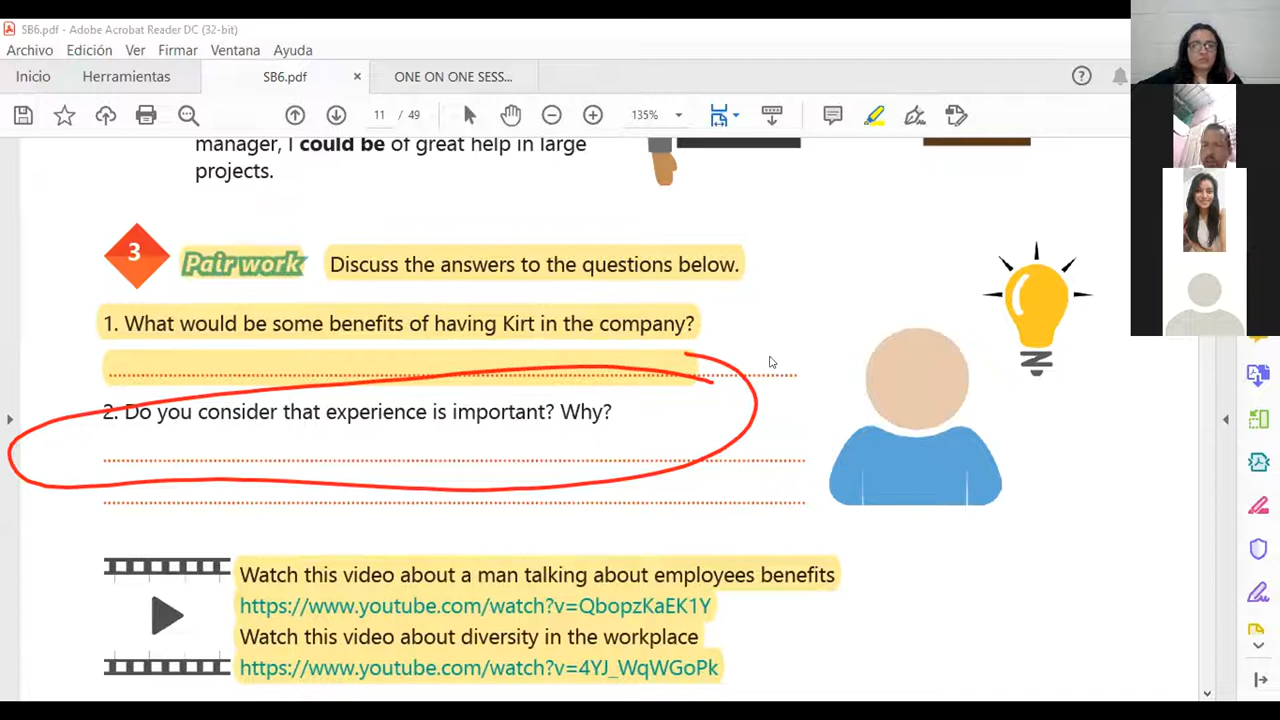 SB6.pdf - Adobe Acrobat Reader DC (32-bit)
Archivo Edición Ver Firmar Ventana Ayuda
Inicio Herramientas SB6.pdf × ONE ON ONE SESS...
11 / 49 135%
manager, I could be of great help in large
projects.
3 Pair work Discuss the answers to the questions below.
1. What would be some benefits of having Kirt in the company?
2. Do you consider that experience is important? Why?
Watch this video about a man talking about employees benefits
https://www.youtube.com/watch?v=QbopzKaEK1Y
Watch this video about diversity in the workplace
https://www.youtube.com/watch?v=4YJ_WqWGoPk